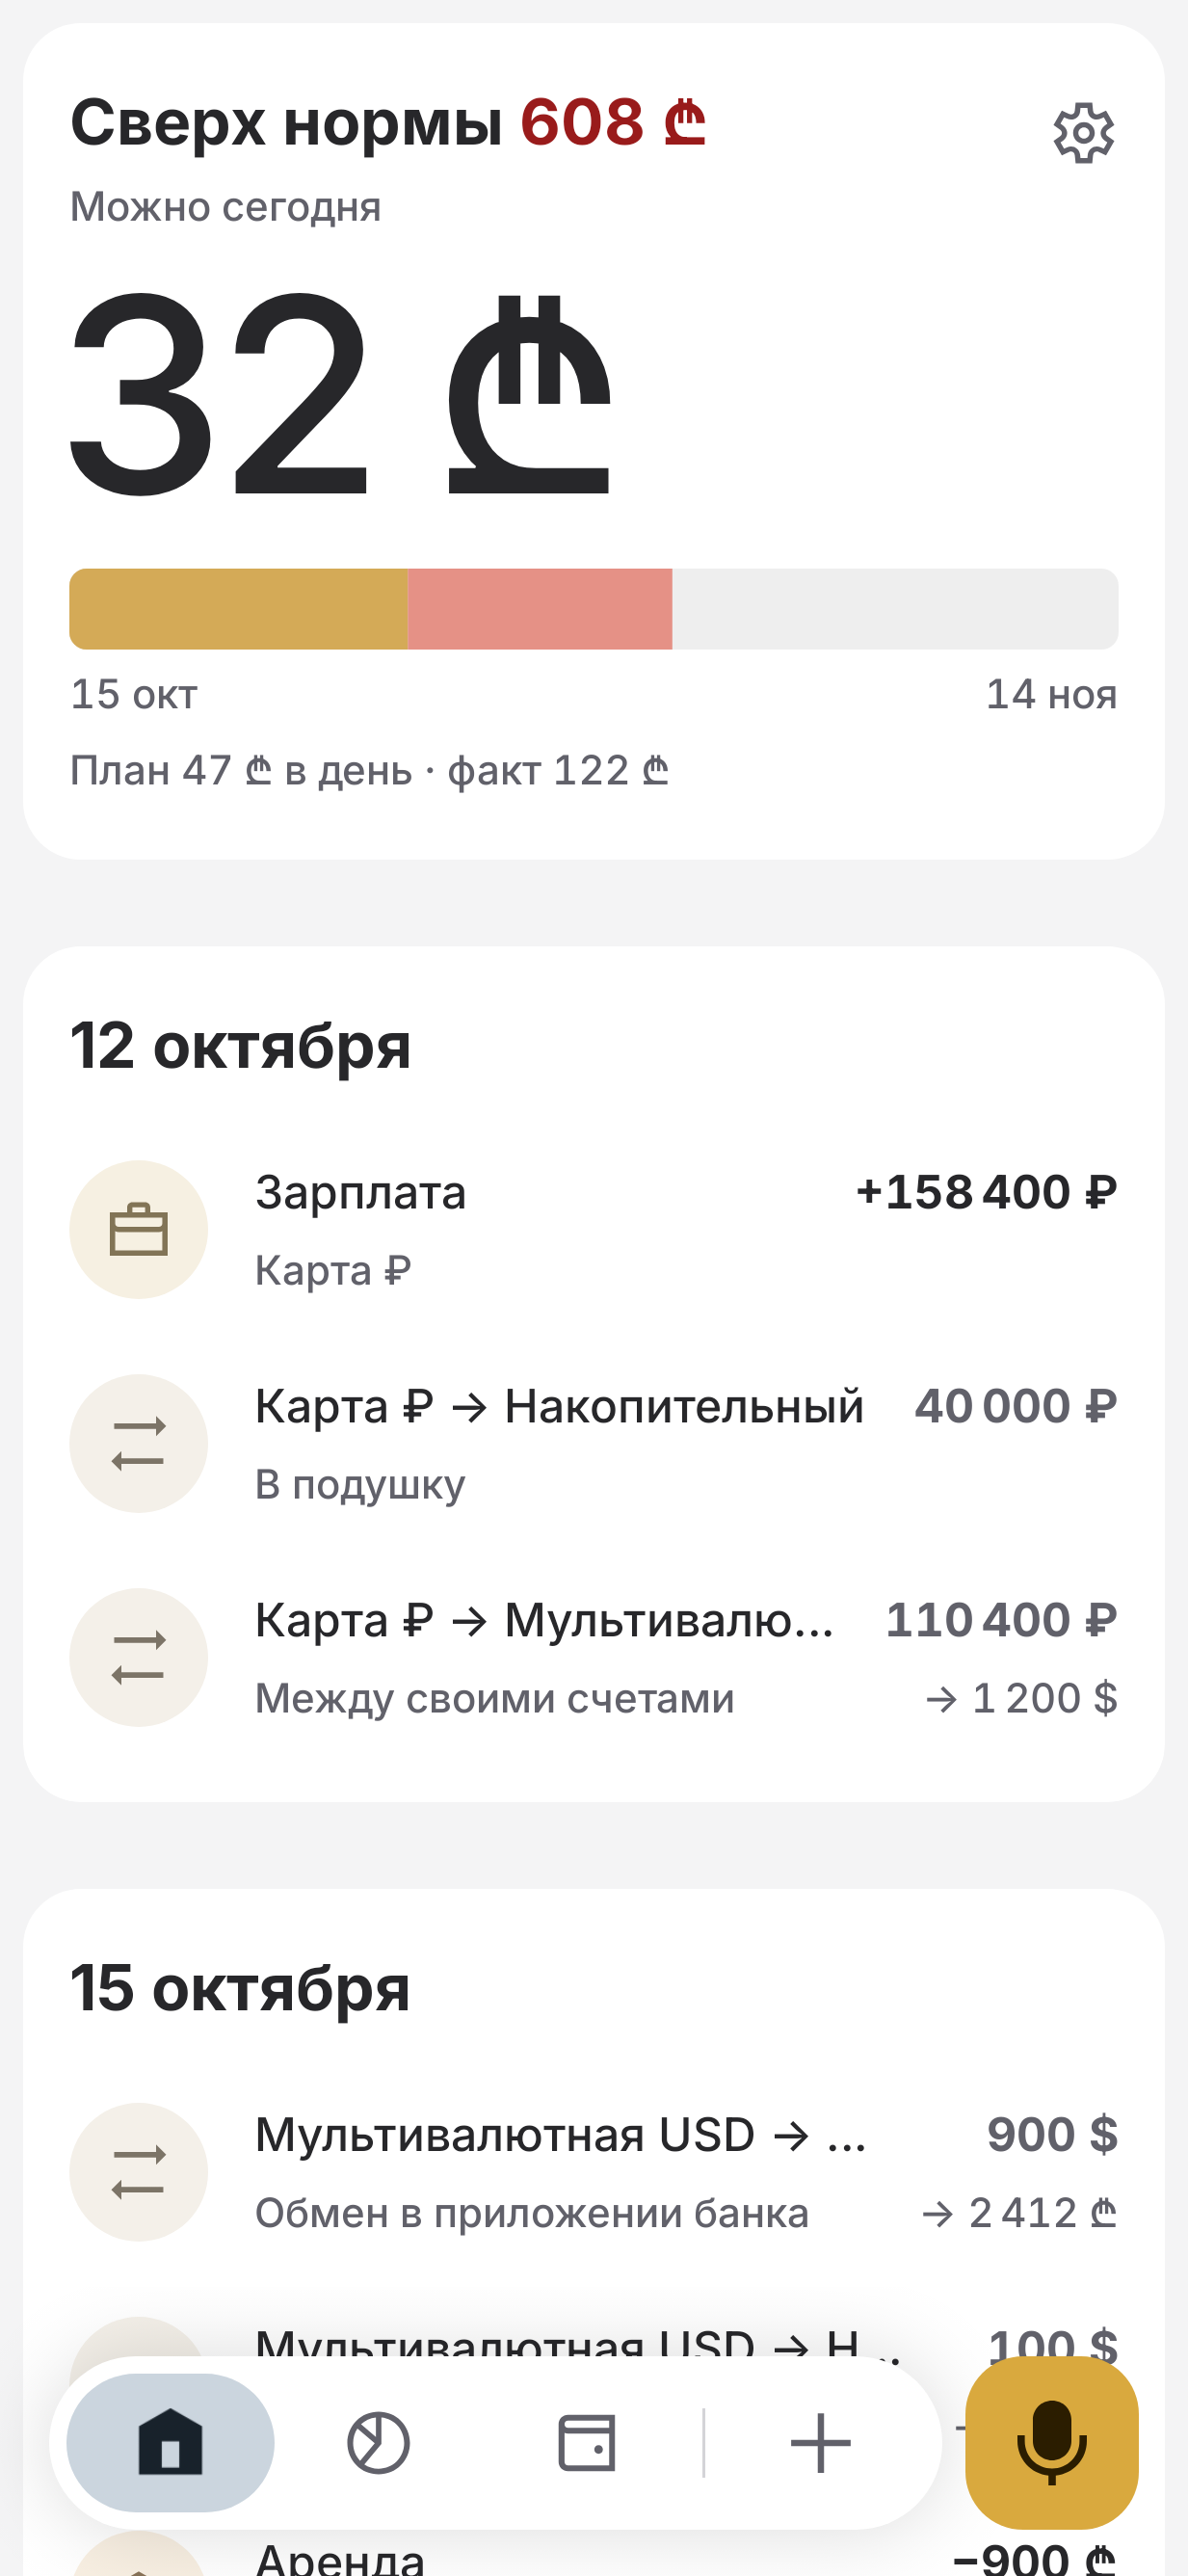 Сверх нормы 608 ₾
Можно сегодня
32 ₾
15 окт 14 ноя
План 47 ₾ в день · факт 122 ₾
12 октября
Зарплата +158 400 ₽
Карта ₽
Карта ₽ → Накопительный 40 000 ₽
В подушку
Карта ₽ → Мультивалю... 110 400 ₽
Между своими счетами → 1 200 $
15 октября
Мультивалютная USD → ... 900 $
Обмен в приложении банка → 2 412 ₾
Мультивалютная USD → Н... 100 $
Аренда −900 ₾